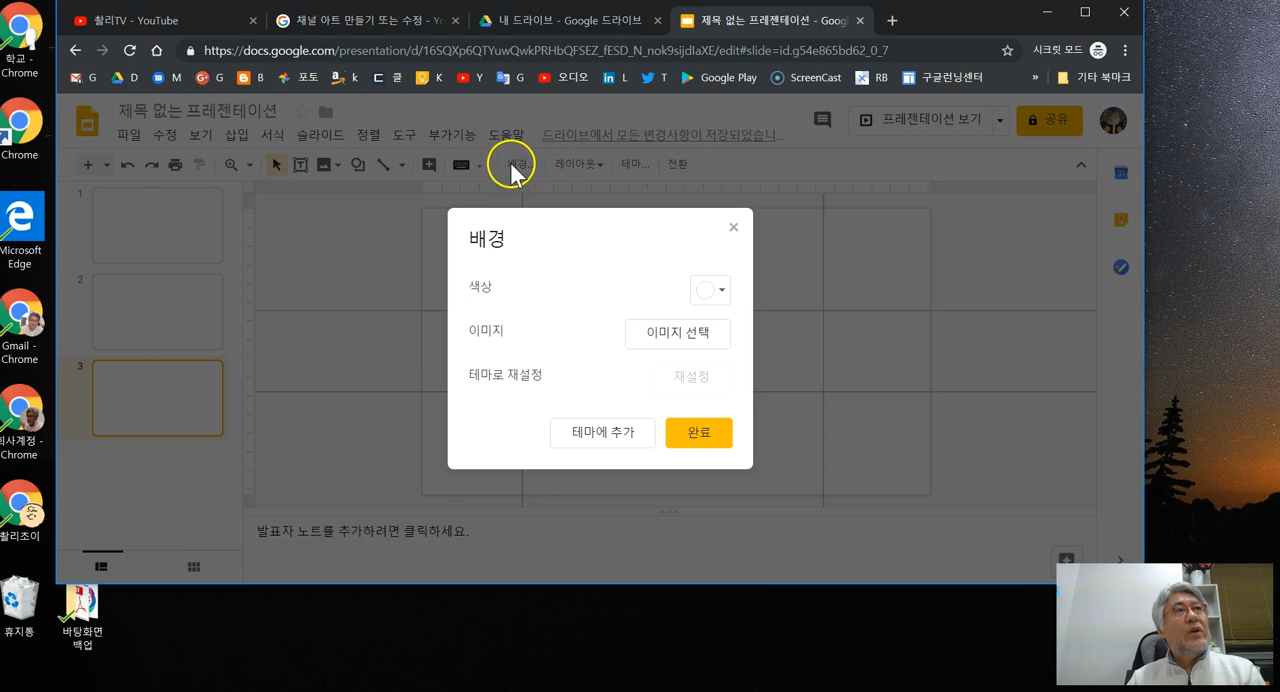 촬리TV - YouTube
채널 아트 만들기 또는 수정 - Yo
내 드라이브 - Google 드라이브
제목 없는 프레젠테이션 - Goog
https://docs.google.com/presentation/d/16SQXp6QTYuwQwkPRHbQFSEZ_fESD_N_nok9sijdIaXE/edit#slide=id.g54e865bd62_0_7
시크릿 모드
G D M G B 포토 K 클 K Y G 오디오 L T Google Play ScreenCast RB 구글런닝센터 » 기타 북마크
제목 없는 프레젠테이션
파일 수정 보기 삽입 서식 슬라이드 정렬 도구 부가기능 도움말 드라이브에서 모든 변경사항이 저장되었습니...
프레젠테이션 보기
공유
배경... 레이아웃 테마... 전환
1
2
3
배경
색상
이미지
이미지 선택
테마로 재설정
재설정
테마에 추가
완료
발표자 노트를 추가하려면 클릭하세요.
학교 -
Chrome
Chrome
Microsoft
Edge
Gmail -
Chrome
회사계정 -
Chrome
촬리초이
휴지통
바탕화면
백업